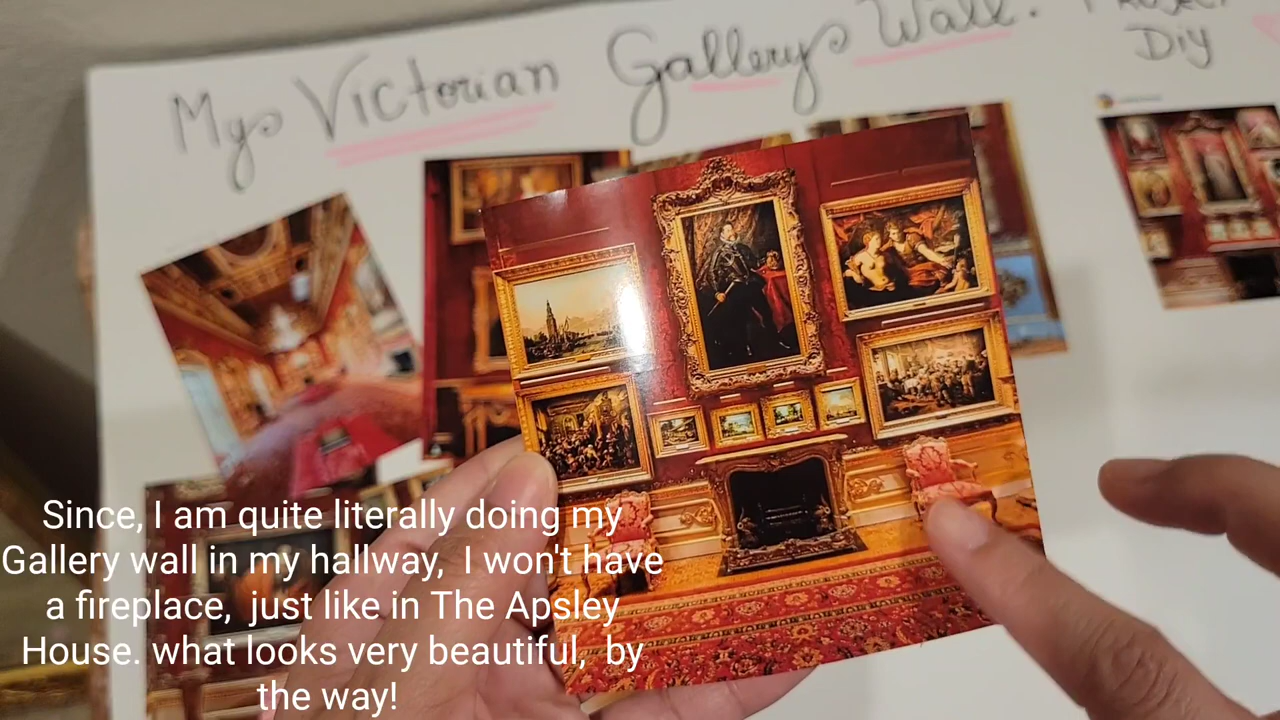 My Victorian Gallery Wall. Project
Diy
Since, I am quite literally doing my
Gallery wall in my hallway, I won't have
a fireplace, just like in The Apsley
House. what looks very beautiful, by
the way!